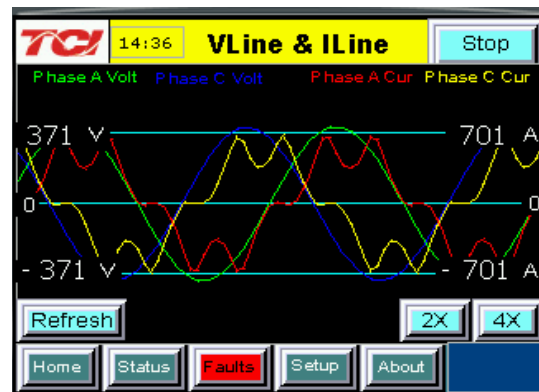 TCI 14:36 VLine & ILine Stop
Phase A Volt Phase C Volt Phase A Cur Phase C Cur
371 V 701 A
0 0
- 371 V - 701 A
Refresh 2X 4X
Home Status Faults Setup About